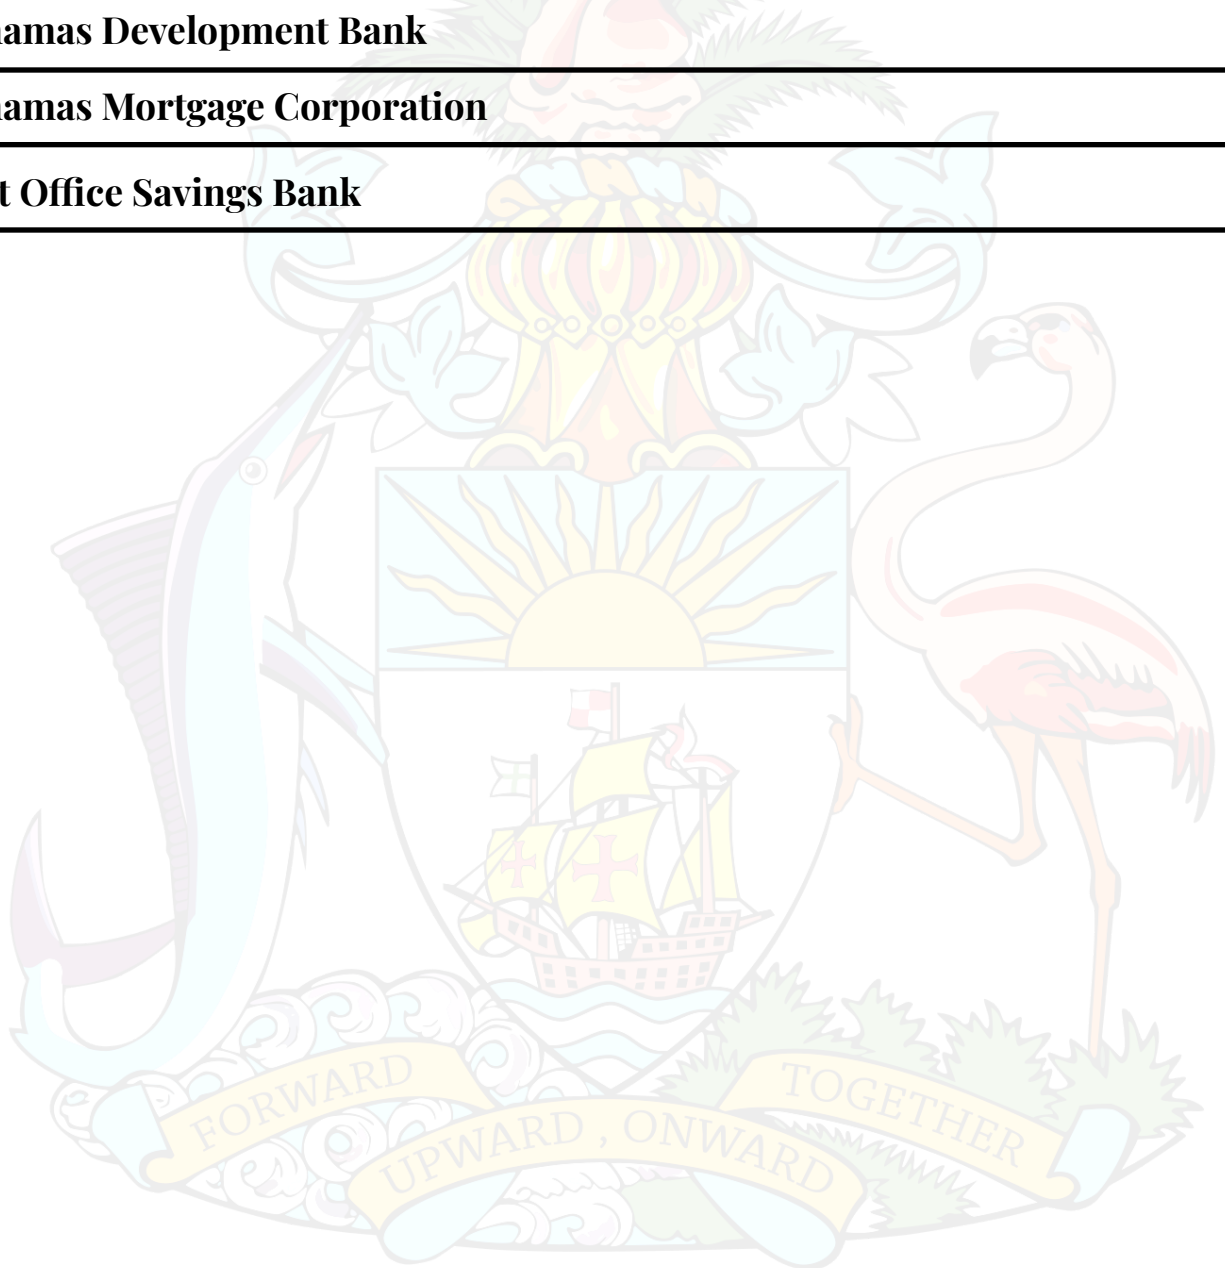 amas Development Bank
amas Mortgage Corporation
t Office Savings Bank
FORWARD
UPWARD , ONWARD
TOGETHER